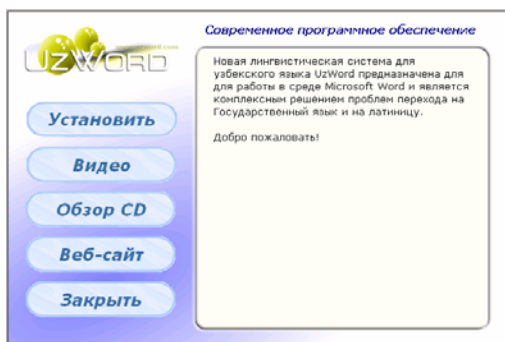 Современное программное обеспечение
UzWord
Новая лингвистическая система для
узбекского языка UzWord предназначена для
для работы в среде Microsoft Word и является
комплексным решением проблем перехода на
Государственный язык и на латиницу.
Добро пожаловать!
Установить
Видео
Обзор CD
Веб-сайт
Закрыть